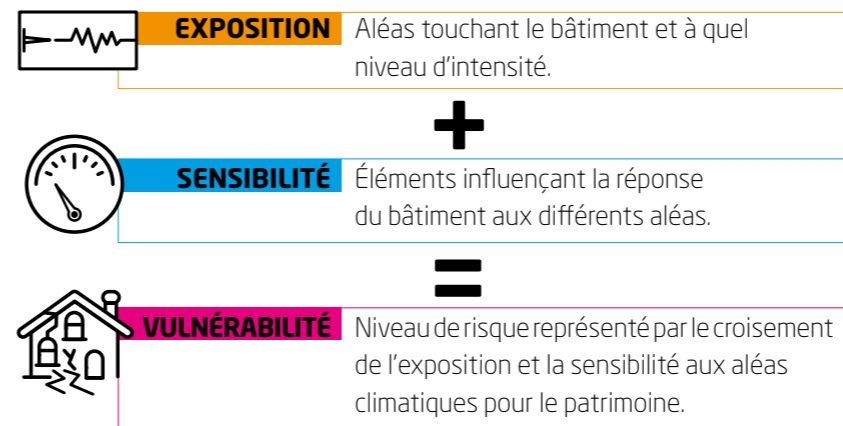 EXPOSITION Aléas touchant le bâtiment et à quel
niveau d'intensité.
+
SENSIBILITÉ Éléments influençant la réponse
du bâtiment aux différents aléas.
=
VULNÉRABILITÉ Niveau de risque représenté par le croisement
de l'exposition et la sensibilité aux aléas
climatiques pour le patrimoine.